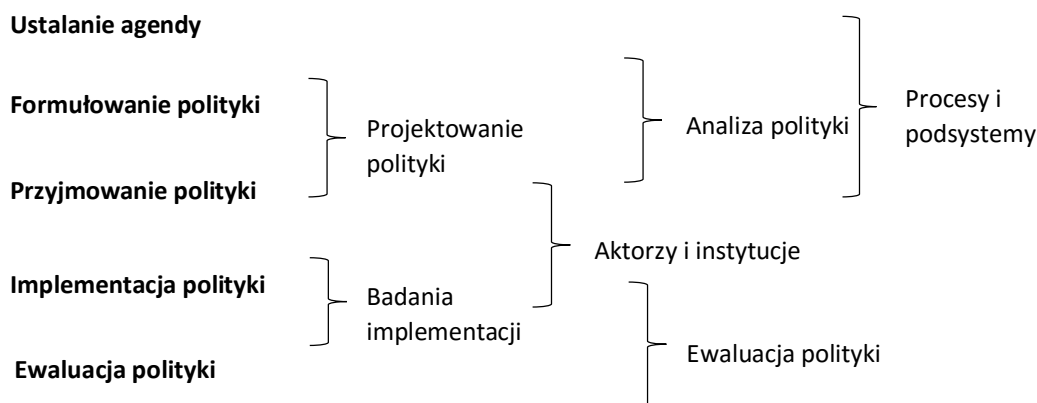 Ustalanie agendy
Formułowanie polityki
Przyjmowanie polityki
Implementacja polityki
Ewaluacja polityki
Projektowanie
polityki
Badania
implementacji
Aktorzy i instytucje
Analiza polityki
Ewaluacja polityki
Procesy i
podsystemy